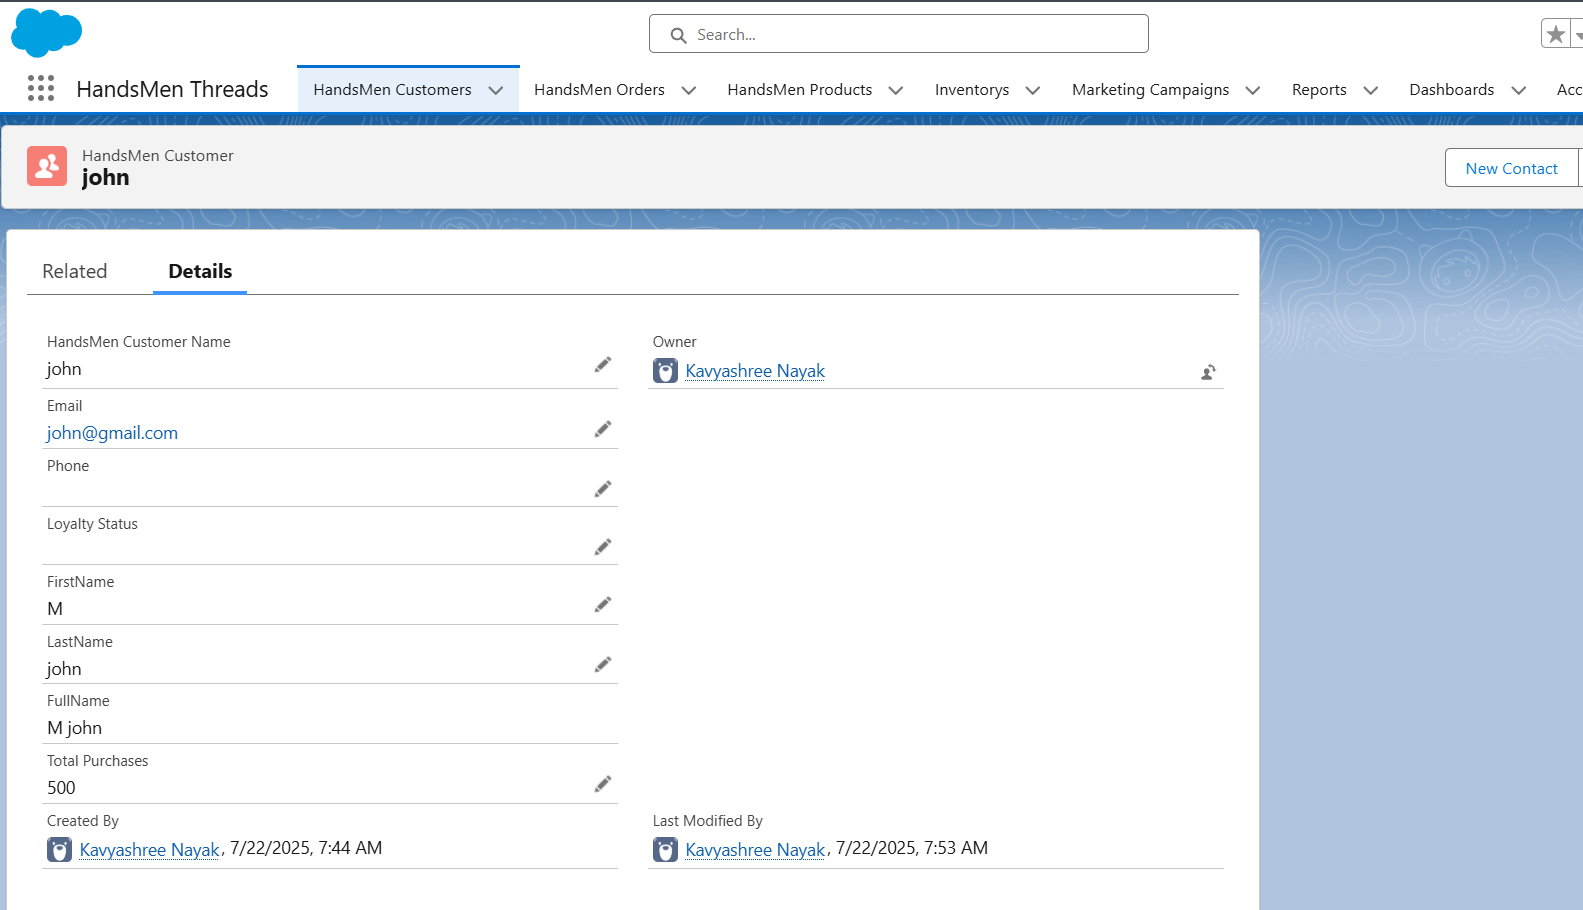 Search...
HandsMen Threads
HandsMen Customers
HandsMen Orders
HandsMen Products
Inventorys
Marketing Campaigns
Reports
Dashboards
Acc
HandsMen Customer
john
New Contact
Related
Details
HandsMen Customer Name
john
Owner
Kavyashree Nayak
Email
john@gmail.com
Phone
Loyalty Status
FirstName
M
LastName
john
FullName
M john
Total Purchases
500
Created By
Kavyashree Nayak, 7/22/2025, 7:44 AM
Last Modified By
Kavyashree Nayak, 7/22/2025, 7:53 AM